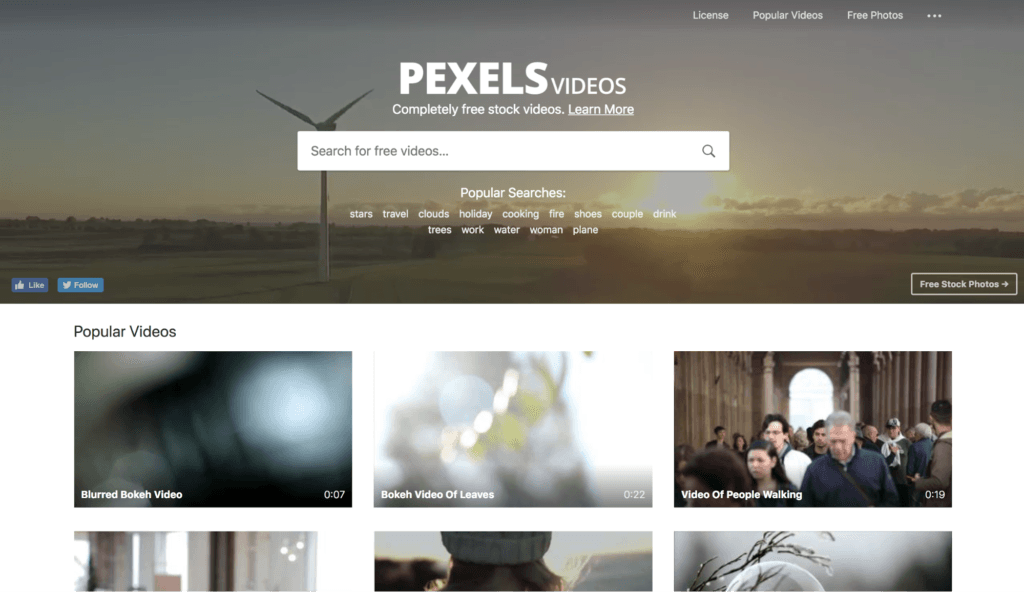 License Popular Videos Free Photos
PEXELS VIDEOS
Completely free stock videos. Learn More
Search for free videos...
Popular Searches:
stars travel clouds holiday cooking fire shoes couple drink
trees work water woman plane
Like Follow
Free Stock Photos →
Popular Videos
Blurred Bokeh Video 0:07
Bokeh Video Of Leaves 0:22
Video Of People Walking 0:19